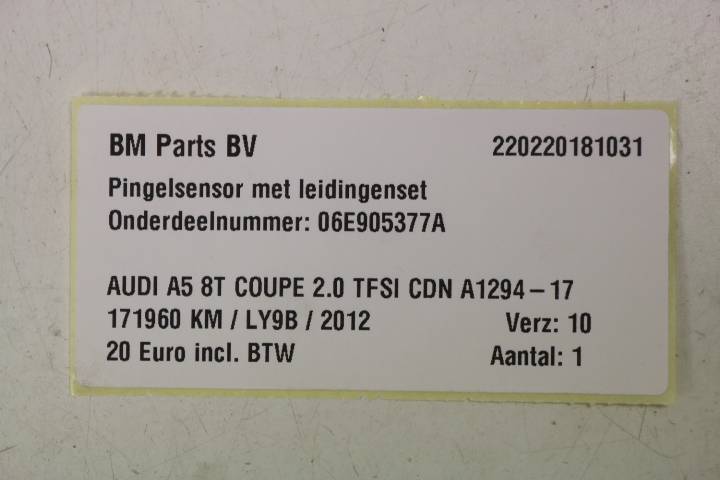 BM Parts BV 220220181031
Pingelsensor met leidingenset
Onderdeelnummer: 06E905377A
AUDI A5 8T COUPE 2.0 TFSI CDN A1294-17
171960 KM / LY9B / 2012 Verz: 10
20 Euro incl. BTW Aantal: 1